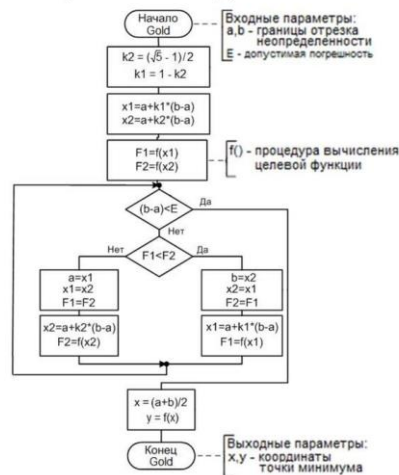 Начало
Gold
Входные параметры:
a,b - границы отрезка
неопределенности
E - допустимая погрешность
k2 = (√5 - 1)/2
k1 = 1 - k2
x1=a+k1*(b-a)
x2=a+k2*(b-a)
F1=f(x1)
F2=f(x2)
f() - процедура вычисления
целевой функции
(b-a)<E
Да
Нет
F1<F2
Нет
Да
a=x1
x1=x2
F1=F2
b=x2
x2=x1
F2=F1
x2=a+k2*(b-a)
F2=f(x2)
x1=a+k1*(b-a)
F1=f(x1)
x = (a+b)/2
y = f(x)
Конец
Gold
Выходные параметры:
x,y - координаты
точки минимума